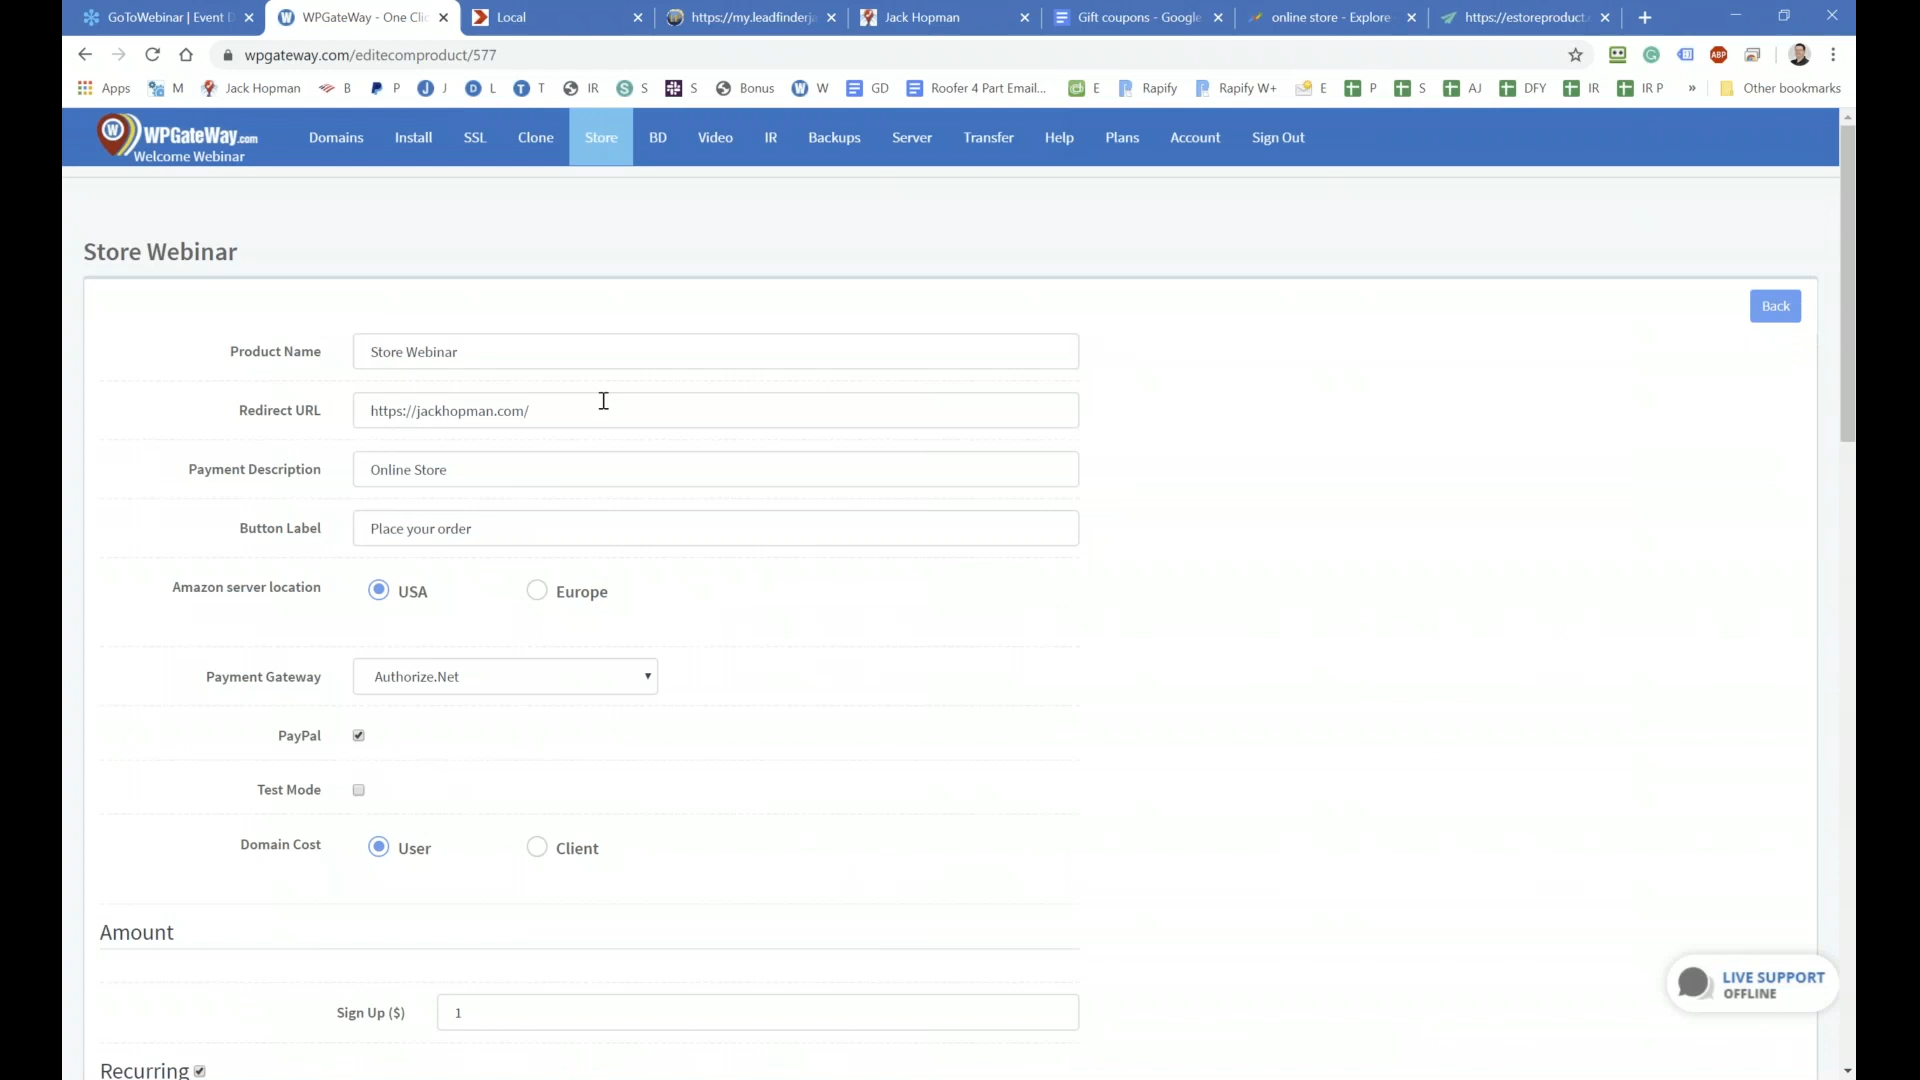 GoToWebinar | Event D
WPGateWay - One Clic
Local
https://my.leadfinderja
Jack Hopman
Gift coupons - Google
online store - Explore
https://estoreproduct.
wpgateway.com/editecomproduct/577
Apps M Jack Hopman B P J L T IR S S Bonus W GD Roofer 4 Part Email... E Rapify Rapify W+ E P S AJ DFY IR IR P » Other bookmarks
WPGateWay.com
Welcome Webinar
Domains Install SSL Clone Store BD Video IR Backups Server Transfer Help Plans Account Sign Out
Store Webinar
Back
Product Name Store Webinar
Redirect URL https://jackhopman.com/
Payment Description Online Store
Button Label Place your order
Amazon server location USA Europe
Payment Gateway Authorize.Net
PayPal
Test Mode
Domain Cost User Client
Amount
LIVE SUPPORT
OFFLINE
Sign Up ($) 1
Recurring